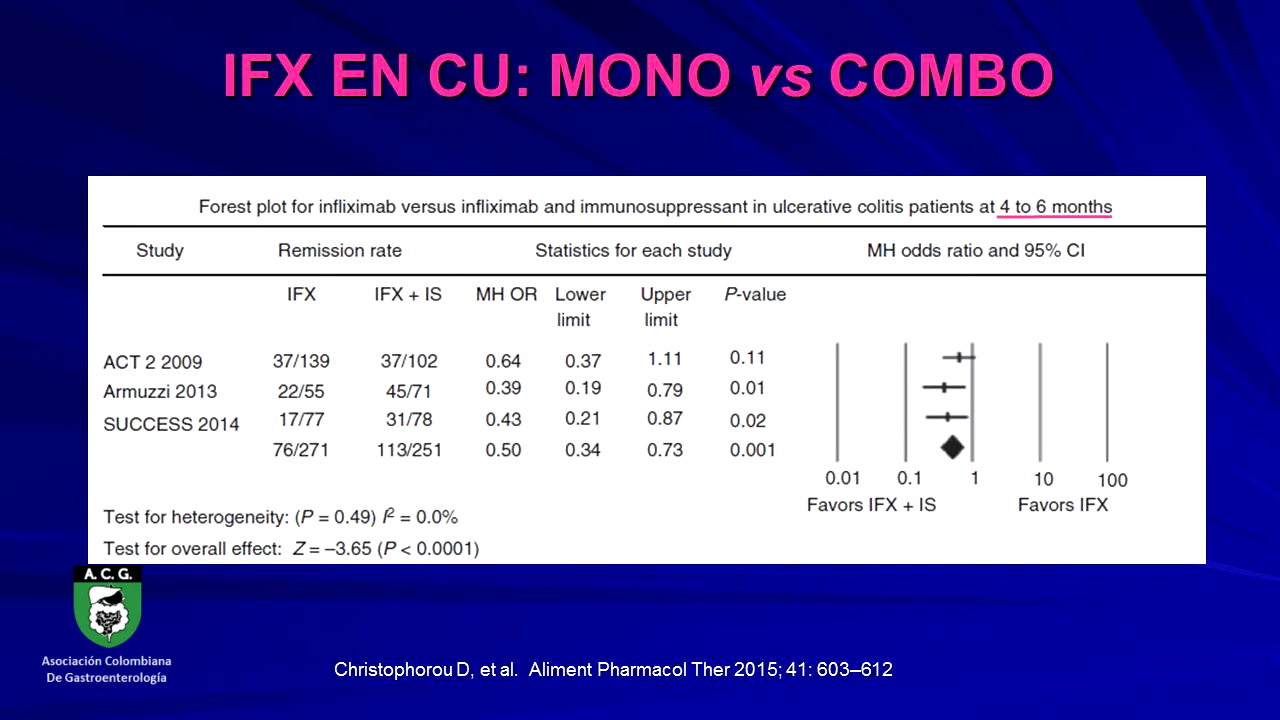 IFX EN CU: MONO vs COMBO
Forest plot for infliximab versus infliximab and immunosuppressant in ulcerative colitis patients at 4 to 6 months
Study Remission rate Statistics for each study MH odds ratio and 95% CI
IFX IFX + IS MH OR Lower limit Upper limit P-value
ACT 2 2009 37/139 37/102 0.64 0.37 1.11 0.11
Armuzzi 2013 22/55 45/71 0.39 0.19 0.79 0.01
SUCCESS 2014 17/77 31/78 0.43 0.21 0.87 0.02
76/271 113/251 0.50 0.34 0.73 0.001
0.01 0.1 1 10 100
Favors IFX + IS Favors IFX
Test for heterogeneity: (P = 0.49) I² = 0.0%
Test for overall effect: Z = –3.65 (P < 0.0001)
A. C. G.
Asociación Colombiana
De Gastroenterología
Christophorou D, et al. Aliment Pharmacol Ther 2015; 41: 603–612